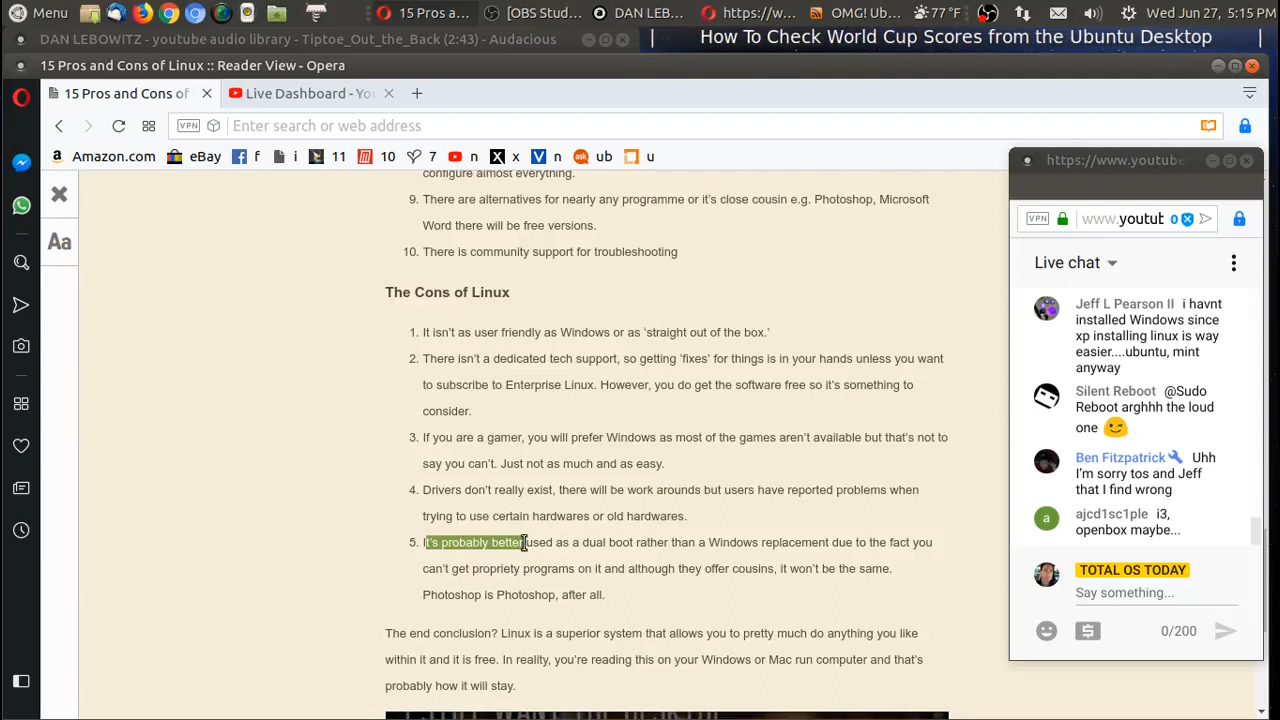 Menu
15 Pros a...
[OBS Stud...
DAN LEB...
https://w...
OMG! Ub...
77 °F
Wed Jun 27, 5:15 PM
DAN LEBOWITZ - youtube audio library - Tiptoe_Out_the_Back (2:43) - Audacious
| How To Check World Cup Scores from the Ubuntu Desktop |
15 Pros and Cons of Linux :: Reader View - Opera
15 Pros and Cons of
Live Dashboard - You
VPN
Enter search or web address
Amazon.com
eBay
f
i
11
10
7
n
x
n
ub
u
Aa
configure almost everything.
9. There are alternatives for nearly any programme or it's close cousin e.g. Photoshop, Microsoft
Word there will be free versions.
10. There is community support for troubleshooting
The Cons of Linux
1. It isn't as user friendly as Windows or as 'straight out of the box.'
2. There isn't a dedicated tech support, so getting 'fixes' for things is in your hands unless you want
to subscribe to Enterprise Linux. However, you do get the software free so it's something to
consider.
3. If you are a gamer, you will prefer Windows as most of the games aren't available but that's not to
say you can't. Just not as much and as easy.
4. Drivers don't really exist, there will be work arounds but users have reported problems when
trying to use certain hardwares or old hardwares.
5. It's probably better used as a dual boot rather than a Windows replacement due to the fact you
can't get propriety programs on it and although they offer cousins, it won't be the same.
Photoshop is Photoshop, after all.
The end conclusion? Linux is a superior system that allows you to pretty much do anything you like
within it and it is free. In reality, you're reading this on your Windows or Mac run computer and that's
probably how it will stay.
https://www.youtube
VPN
www.youtub
0
Live chat
Jeff L Pearson II i havnt
installed Windows since
xp installing linux is way
easier....ubuntu, mint
anyway
Silent Reboot @Sudo
Reboot arghhh the loud
one
Ben Fitzpatrick Uhh
I'm sorry tos and Jeff
that I find wrong
a
ajcd1sc1ple i3,
openbox maybe...
TOTAL OS TODAY
Say something...
0/200